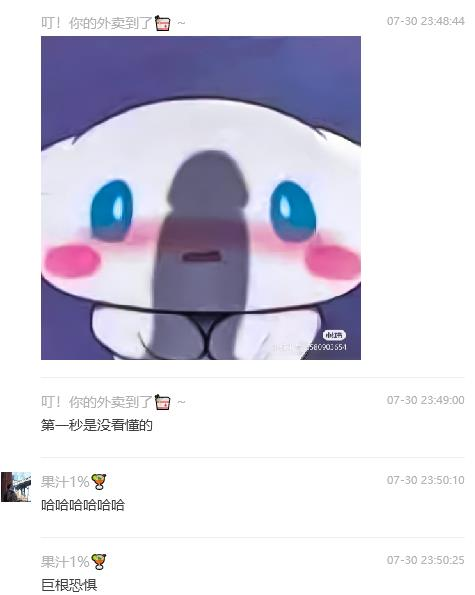 叮！你的外卖到了 ~
07-30 23:48:44
小红书
叮！你的外卖到了 ~
07-30 23:49:00
第一秒是没看懂的
果汁1%
07-30 23:50:10
哈哈哈哈哈哈
果汁1%
07-30 23:50:25
巨根恐惧